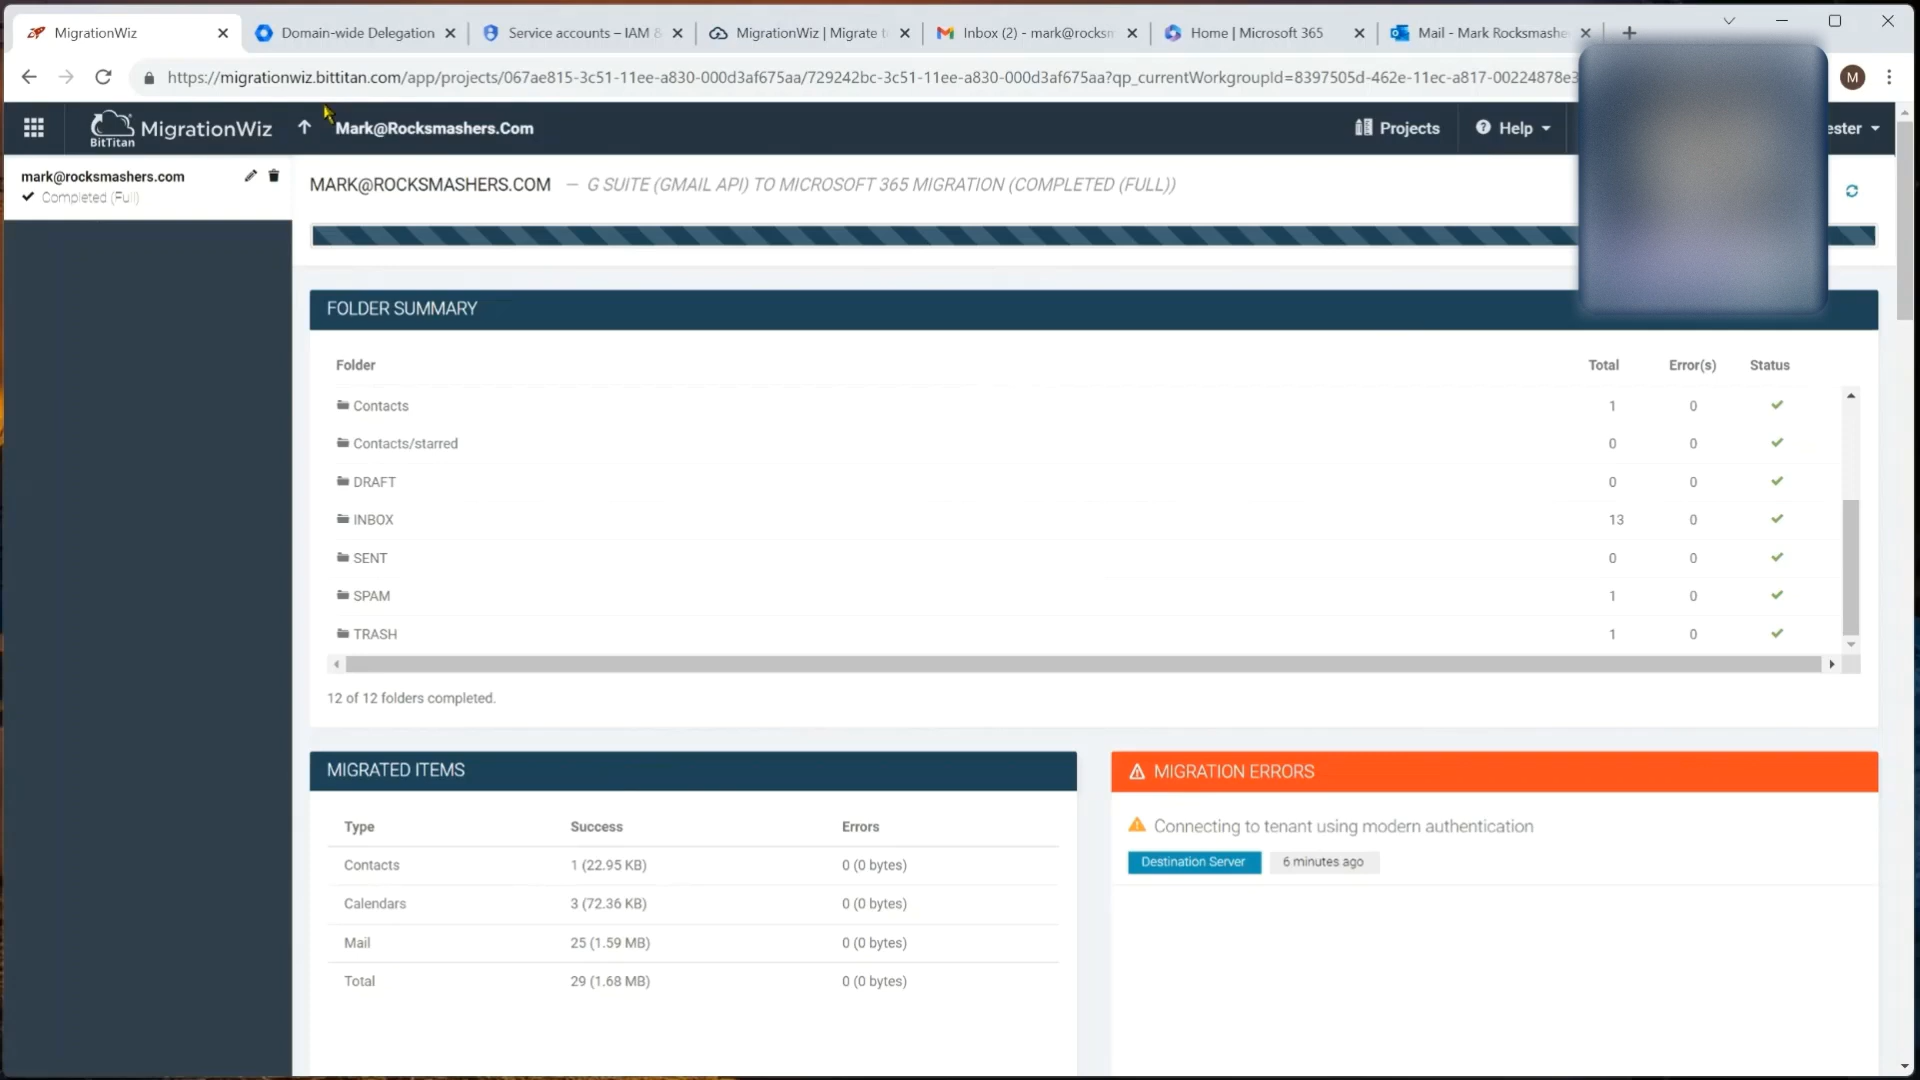 MigrationWiz
Domain-wide Delegation
Service accounts – IAM &
MigrationWiz | Migrate t
Inbox (2) - mark@rocksm
Home | Microsoft 365
Mail - Mark Rocksmashe
https://migrationwiz.bittitan.com/app/projects/067ae815-3c51-11ee-a830-000d3af675aa/729242bc-3c51-11ee-a830-000d3af675aa?qp_currentWorkgroupId=8397505d-462e-11ec-a817-00224878e3
M
BitTitan
MigrationWiz
Mark@Rocksmashers.Com
Projects
Help
ester
mark@rocksmashers.com
Completed (Full)
MARK@ROCKSMASHERS.COM — G SUITE (GMAIL API) TO MICROSOFT 365 MIGRATION (COMPLETED (FULL))
FOLDER SUMMARY
Folder Total Error(s) Status
Contacts 1 0
Contacts/starred 0 0
DRAFT 0 0
INBOX 13 0
SENT 0 0
SPAM 1 0
TRASH 1 0
12 of 12 folders completed.
MIGRATED ITEMS
Type Success Errors
Contacts 1 (22.95 KB) 0 (0 bytes)
Calendars 3 (72.36 KB) 0 (0 bytes)
Mail 25 (1.59 MB) 0 (0 bytes)
Total 29 (1.68 MB) 0 (0 bytes)
MIGRATION ERRORS
Connecting to tenant using modern authentication
Destination Server 6 minutes ago